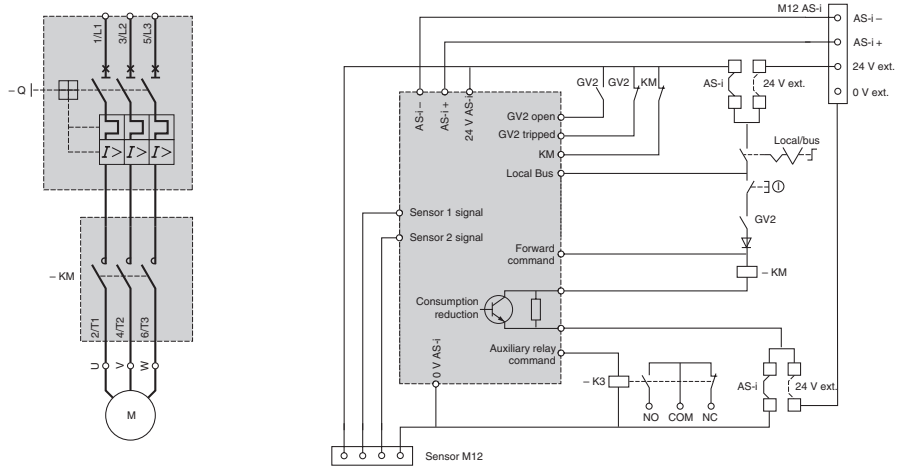 1/L1
3/L2
5/L3
– Q
I>
I>
I>
– KM
2/T1
4/T2
6/T3
U
V
W
M
M12 AS-i
AS-i –
AS-i +
24 V ext.
0 V ext.
AS-i –
AS-i +
24 V AS-i
GV2
GV2
KM
AS-i
24 V ext.
GV2 open
GV2 tripped
KM
Local Bus
Local/bus
I
GV2
Sensor 1 signal
Sensor 2 signal
Forward
command
– KM
Consumption
reduction
0 V AS-i
Auxiliary relay
command
– K3
NO
COM
NC
AS-i
24 V ext.
Sensor M12